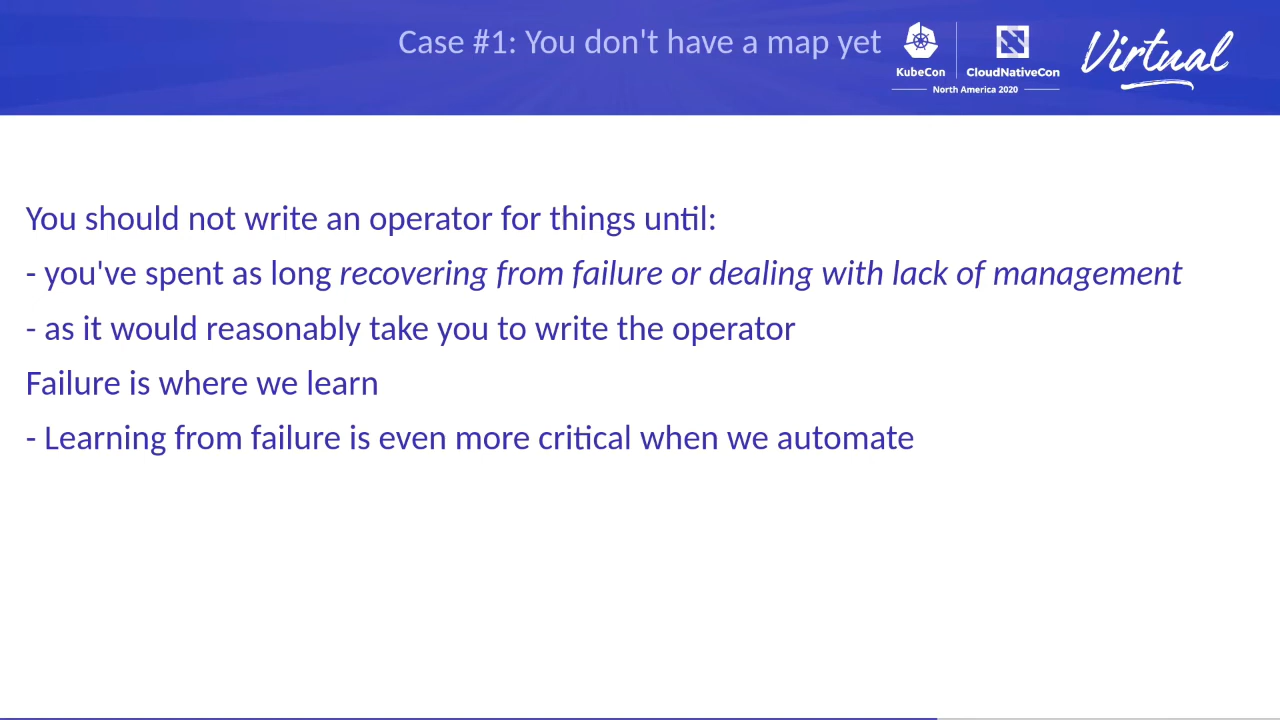 Case #1: You don't have a map yet
KubeCon
CloudNativeCon
North America 2020
Virtual
You should not write an operator for things until:
- you've spent as long recovering from failure or dealing with lack of management
- as it would reasonably take you to write the operator
Failure is where we learn
- Learning from failure is even more critical when we automate